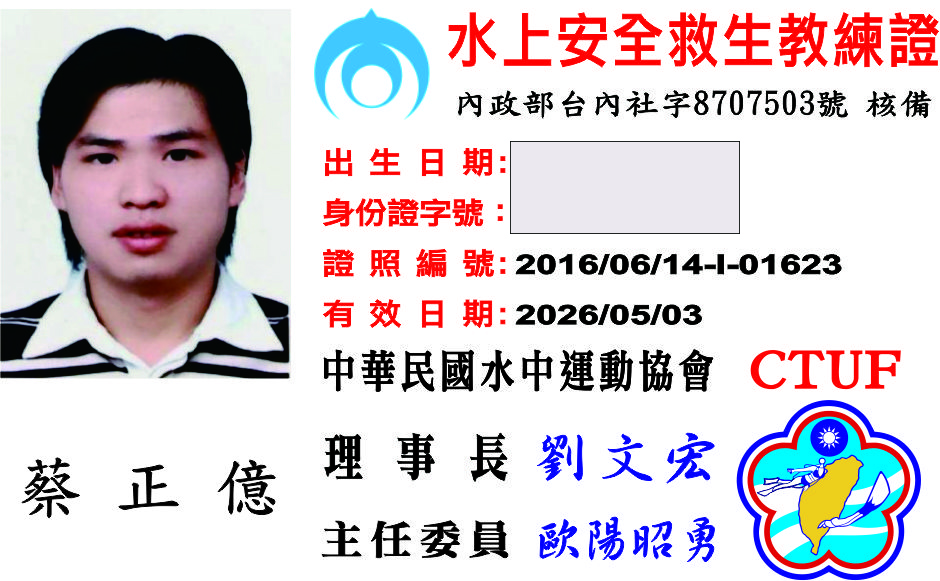 水上安全救生教練證
內政部台內社字8707503號 核備
出生日期:
身份證字號:
證照編號:2016/06/14-I-01623
有效日期:2026/05/03
中華民國水中運動協會 CTUF
理事長 劉文宏
蔡正億
主任委員 歐陽昭勇